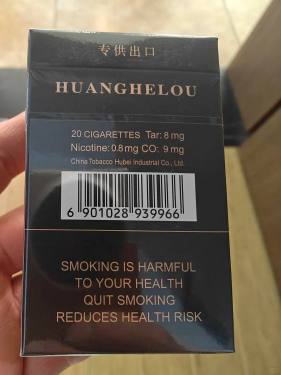 专供出口
HUANGHELOU
20 CIGARETTES Tar: 8 mg
Nicotine: 0.8 mg CO: 9 mg
China Tobacco Hubei Industrial Co., Ltd.
6 901028 939966
SMOKING IS HARMFUL
TO YOUR HEALTH
QUIT SMOKING
REDUCES HEALTH RISK